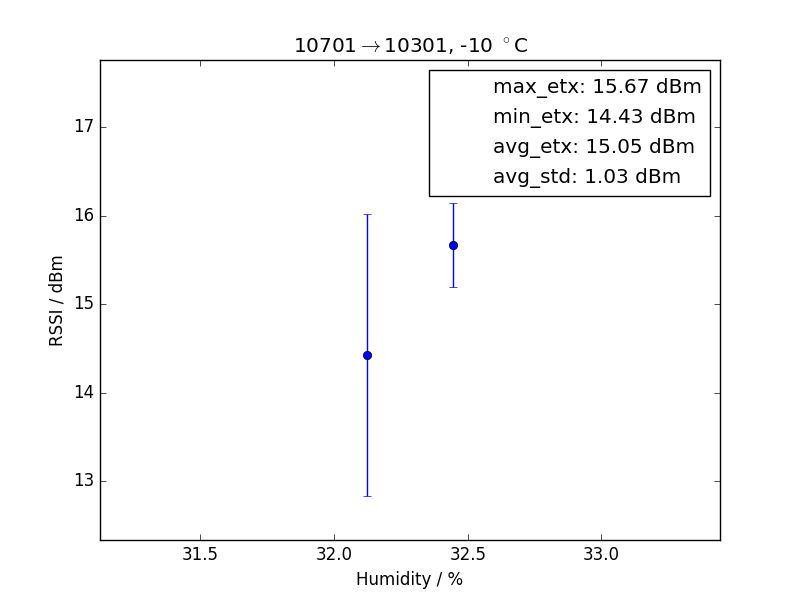 10701→10301, -10 °C
max_etx: 15.67 dBm
min_etx: 14.43 dBm
avg_etx: 15.05 dBm
avg_std: 1.03 dBm
17
16
15
14
13
RSSI / dBm
31.5 32.0 32.5 33.0
Humidity / %